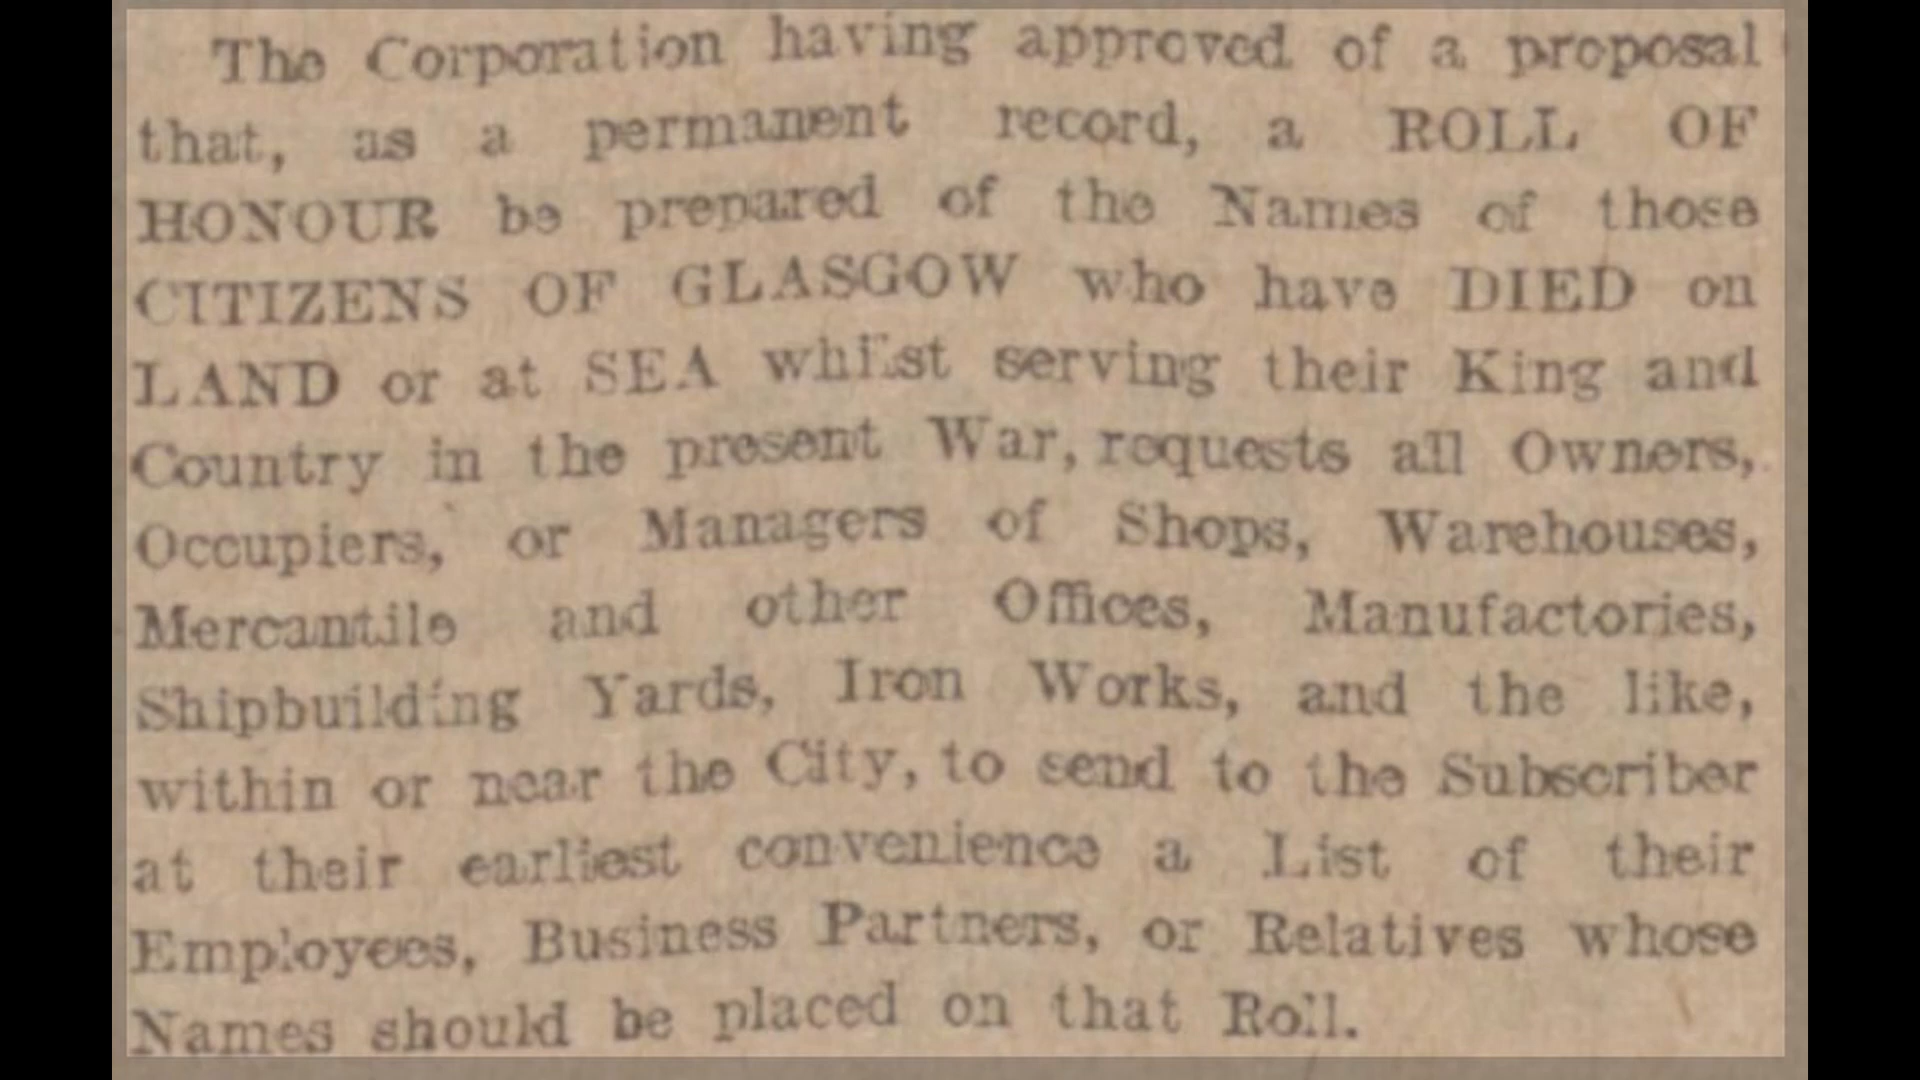 The Corporation having approved of a proposal
that, as a permanent record, a ROLL OF
HONOUR be prepared of the Names of those
CITIZENS OF GLASGOW who have DIED on
LAND or at SEA whilst serving their King and
Country in the present War, requests all Owners,
Occupiers, or Managers of Shops, Warehouses,
Mercantile and other Offices, Manufactories,
Shipbuilding Yards, Iron Works, and the like,
within or near the City, to send to the Subscriber
at their earliest convenience a List of their
Employees, Business Partners, or Relatives whose
Names should be placed on that Roll.